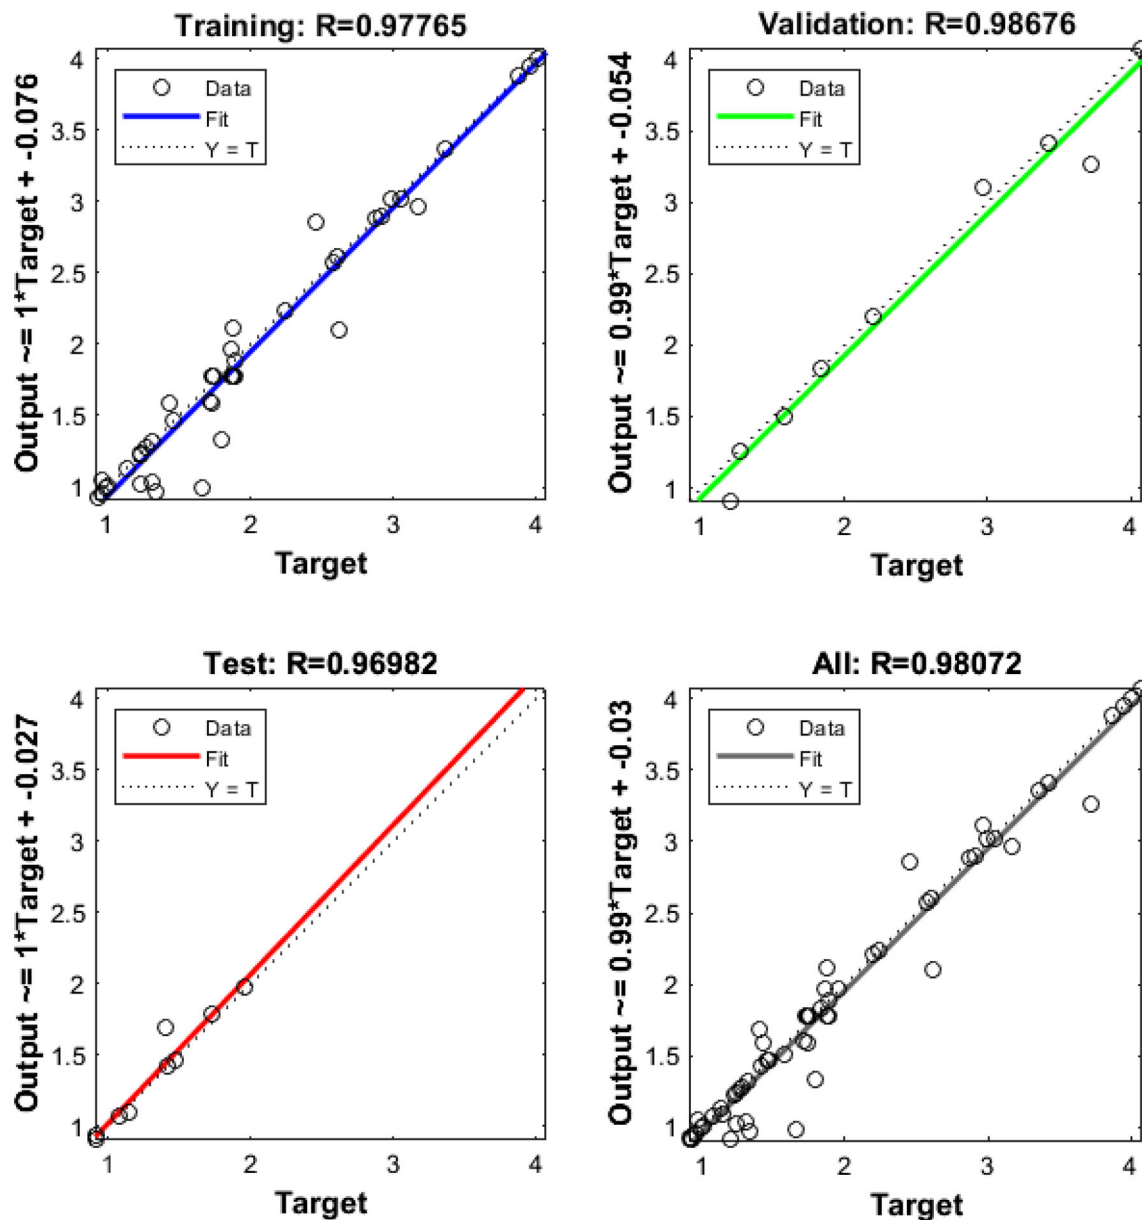 Training: R=0.97765
Output ~= 1*Target + -0.076
4
3.5
3
2.5
2
1.5
1
Data
Fit
Y = T
1 2 3 4
Target
Validation: R=0.98676
Output ~= 0.99*Target + -0.054
4
3.5
3
2.5
2
1.5
1
Data
Fit
Y = T
1 2 3 4
Target
Test: R=0.96982
Output ~= 1*Target + -0.027
4
3.5
3
2.5
2
1.5
1
Data
Fit
Y = T
1 2 3 4
Target
All: R=0.98072
Output ~= 0.99*Target + -0.03
4
3.5
3
2.5
2
1.5
1
Data
Fit
Y = T
1 2 3 4
Target